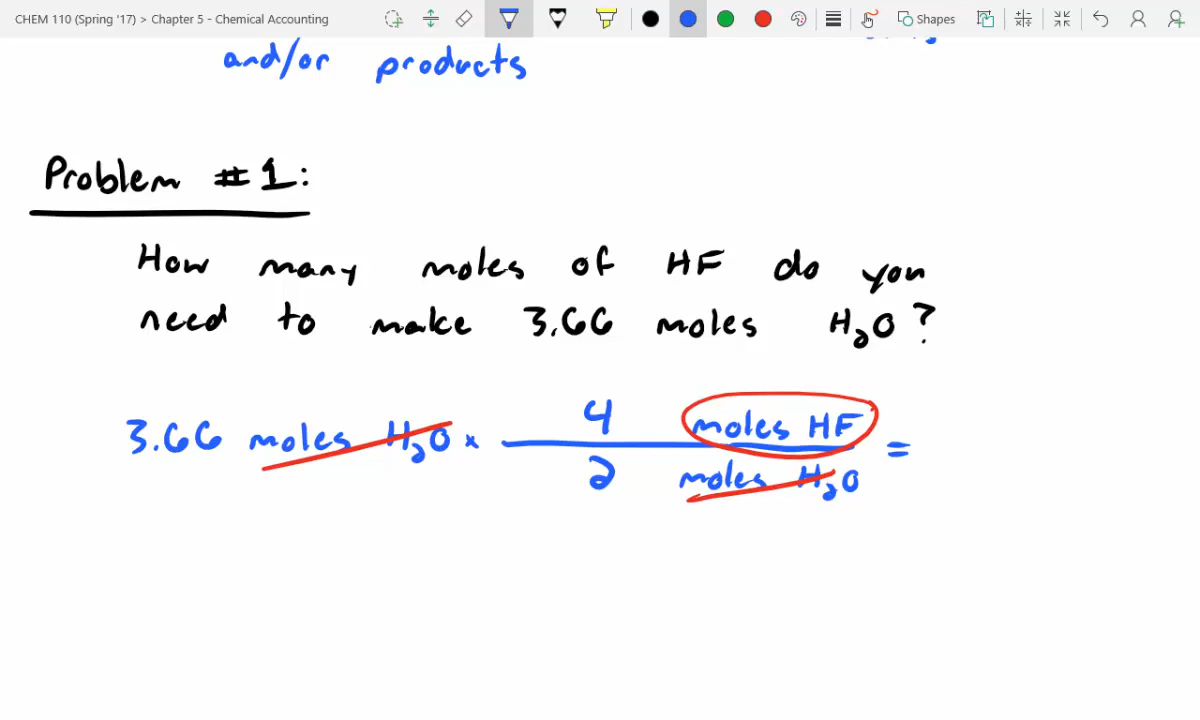 CHEM 110 (Spring '17) > Chapter 5 - Chemical Accounting
Shapes
and/or products
Problem #1:
How many moles of HF do you
need to make 3.66 moles H₂O?
3.66 moles H₂O x 4 moles HF =
2 moles H₂O